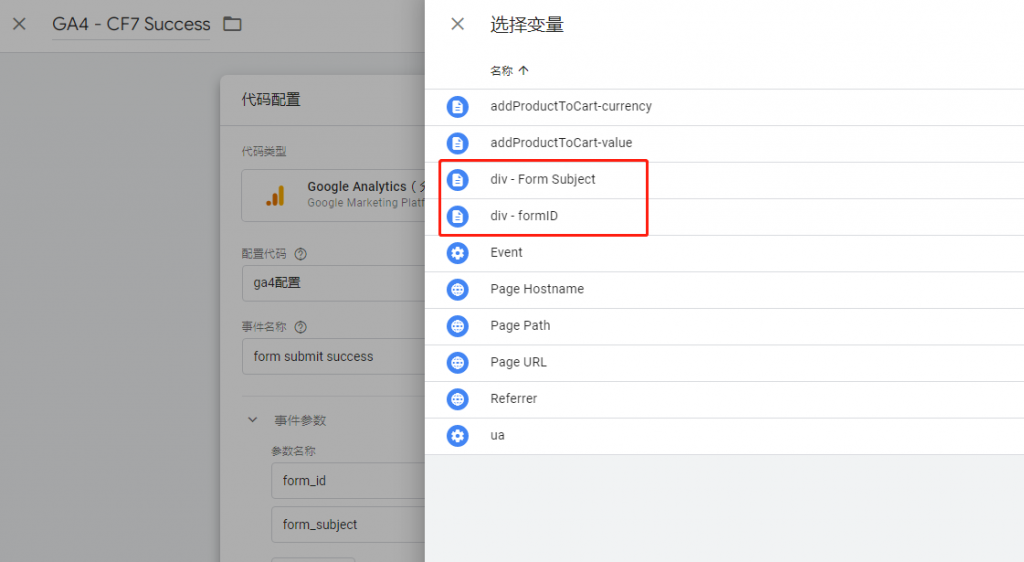 GA4 - CF7 Success
代码配置
代码类型
Google Analytics
Google Marketing Platf
配置代码
ga4配置
事件名称
form submit success
事件参数
参数名称
form_id
form_subject
选择变量
名称
addProductToCart-currency
addProductToCart-value
div - Form Subject
div - formID
Event
Page Hostname
Page Path
Page URL
Referrer
ua